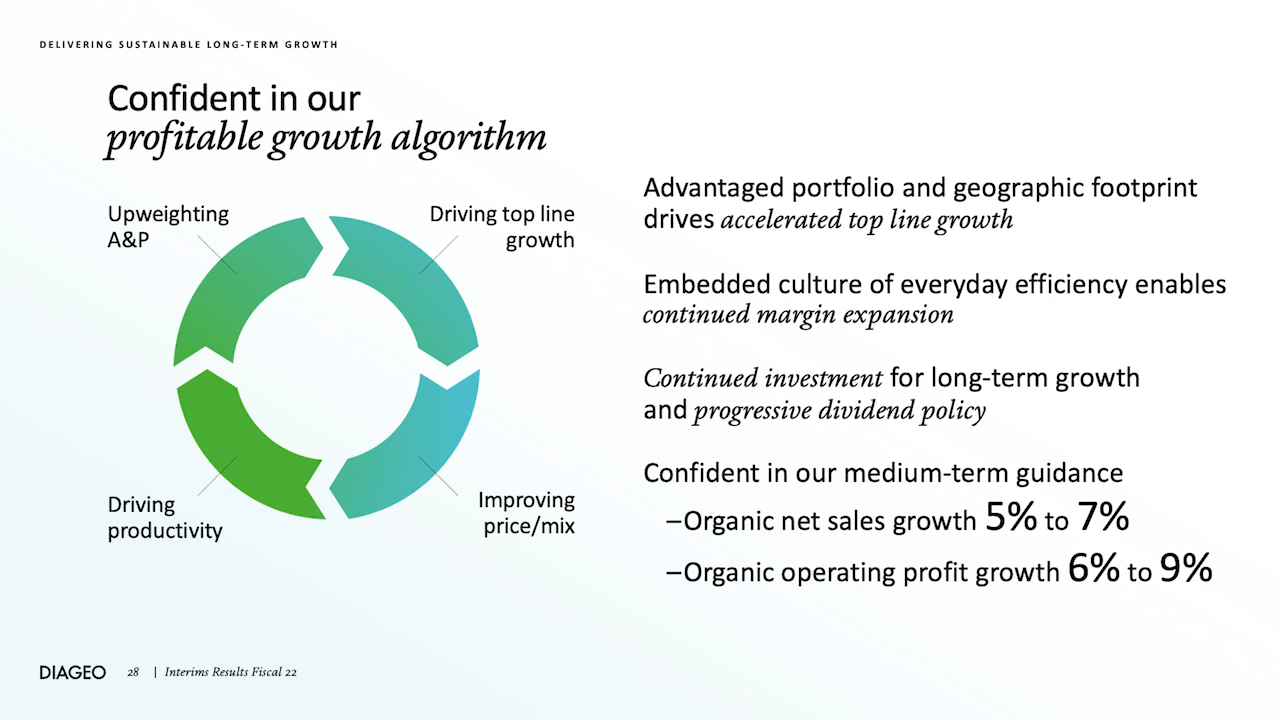 DELIVERING SUSTAINABLE LONG-TERM GROWTH
Confident in our
profitable growth algorithm
Upweighting
A&P
Driving top line
growth
Driving
productivity
Improving
price/mix
Advantaged portfolio and geographic footprint
drives accelerated top line growth
Embedded culture of everyday efficiency enables
continued margin expansion
Continued investment for long-term growth
and progressive dividend policy
Confident in our medium-term guidance
–Organic net sales growth 5% to 7%
–Organic operating profit growth 6% to 9%
DIAGEO 28 | Interims Results Fiscal 22